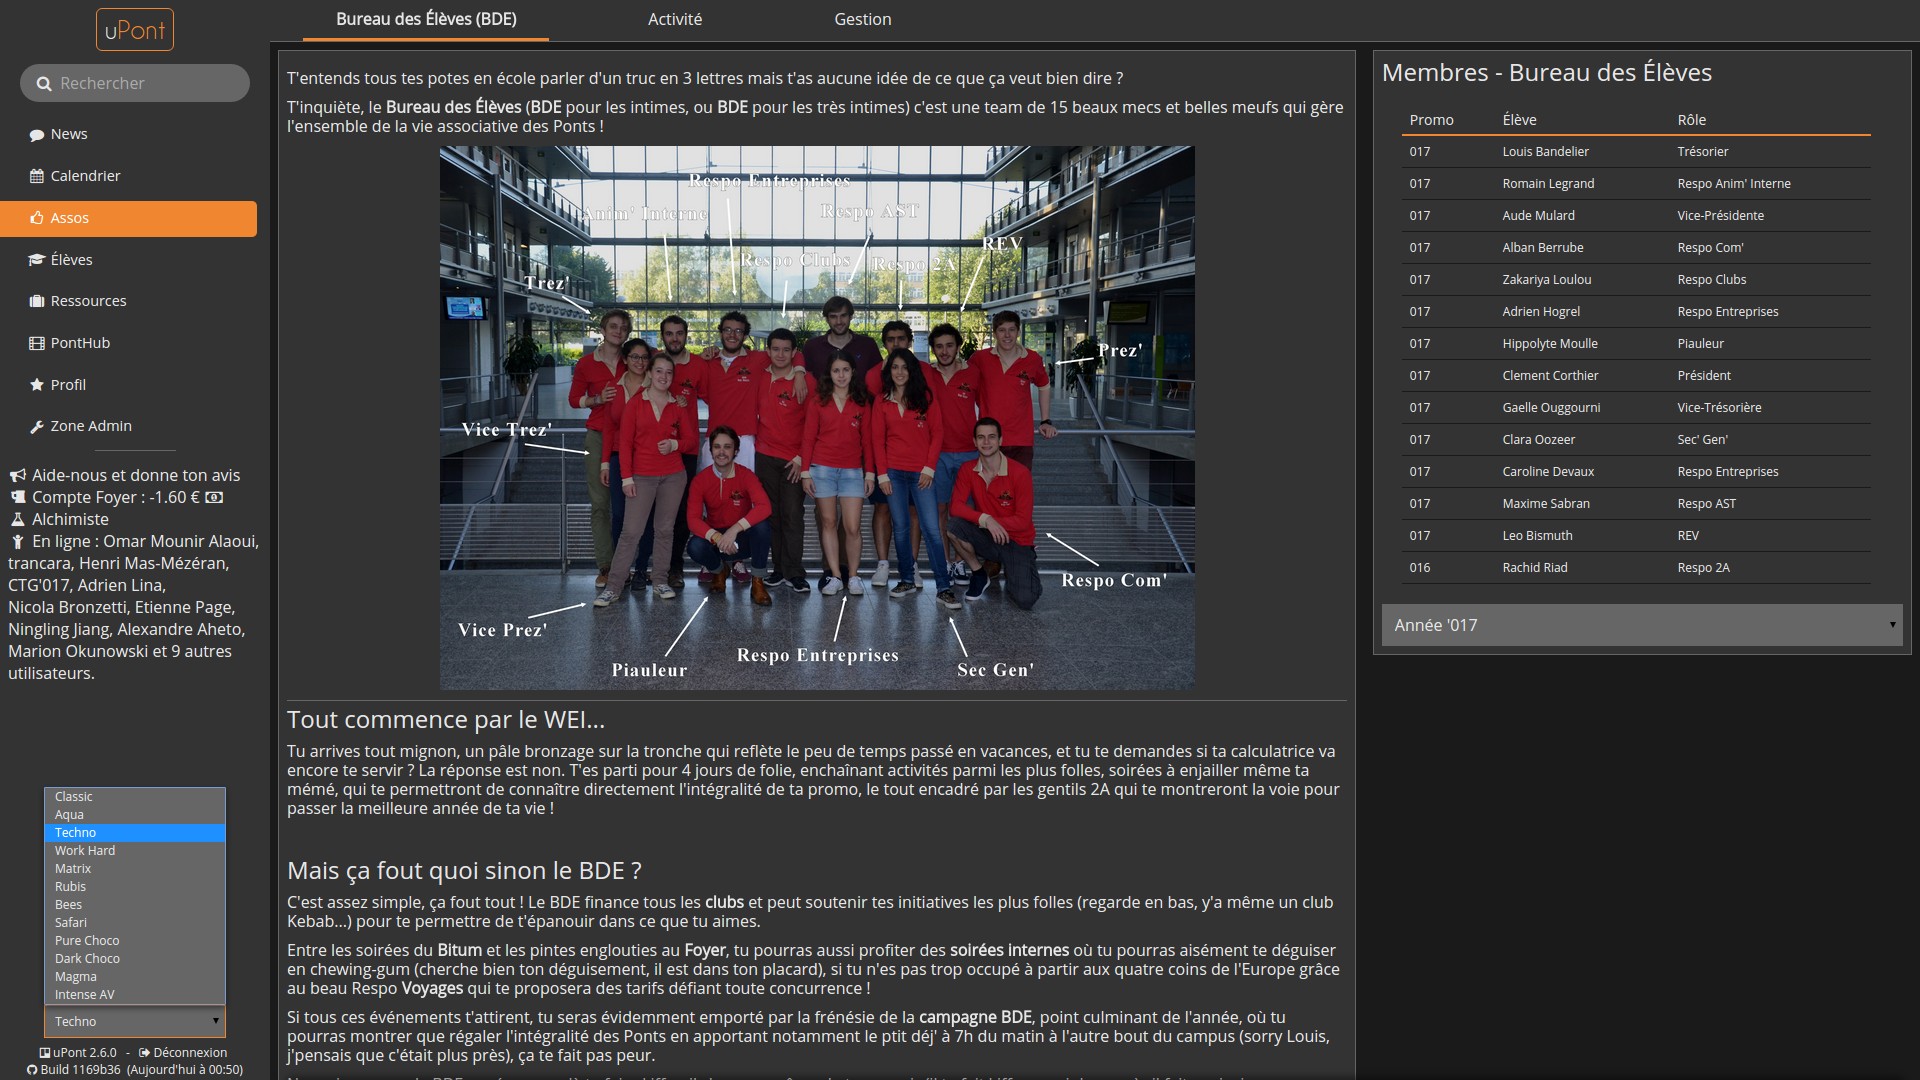 uPont
Rechercher
News
Calendrier
Assos
Élèves
Ressources
PontHub
Profil
Zone Admin
Aide-nous et donne ton avis
Compte Foyer : -1.60 €
Alchimiste
En ligne : Omar Mounir Alaoui,
trancara, Henri Mas-Mézéran,
CTG'017, Adrien Lina,
Nicola Bronzetti, Etienne Page,
Ningling Jiang, Alexandre Aheto,
Marion Okunowski et 9 autres
utilisateurs.
Classic
Aqua
Techno
Work Hard
Matrix
Rubis
Bees
Safari
Pure Choco
Dark Choco
Magma
Intense AV
Techno
uPont 2.6.0 - Déconnexion
Build 1169b36 (Aujourd'hui à 00:50)
Bureau des Élèves (BDE) Activité Gestion
T'entends tous tes potes en école parler d'un truc en 3 lettres mais t'as aucune idée de ce que ça veut bien dire ?
T'inquiète, le Bureau des Élèves (BDE pour les intimes, ou BDE pour les très intimes) c'est une team de 15 beaux mecs et belles meufs qui gère
l'ensemble de la vie associative des Ponts !
Respo Entreprises
Anim' Interne
Respo AST
REV
Respo Clubs
Respo 2A
Trez'
Prez'
Vice Trez'
Respo Com'
Vice Prez'
Respo Entreprises
Piauleur
Sec Gen'
Tout commence par le WEI...
Tu arrives tout mignon, un pâle bronzage sur la tronche qui reflète le peu de temps passé en vacances, et tu te demandes si ta calculatrice va
encore te servir ? La réponse est non. T'es parti pour 4 jours de folie, enchaînant activités parmi les plus folles, soirées à enjailler même ta
mémé, qui te permettront de connaître directement l'intégralité de ta promo, le tout encadré par les gentils 2A qui te montreront la voie pour
passer la meilleure année de ta vie !
Mais ça fout quoi sinon le BDE ?
C'est assez simple, ça fout tout ! Le BDE finance tous les clubs et peut soutenir tes initiatives les plus folles (regarde en bas, y'a même un club
Kebab...) pour te permettre de t'épanouir dans ce que tu aimes.
Entre les soirées du Bitum et les pintes englouties au Foyer, tu pourras aussi profiter des soirées internes où tu pourras aisément te déguiser
en chewing-gum (cherche bien ton déguisement, il est dans ton placard), si tu n'es pas trop occupé à partir aux quatre coins de l'Europe grâce
au beau Respo Voyages qui te proposera des tarifs défiant toute concurrence !
Si tous ces événements t'attirent, tu seras évidemment emporté par la frénésie de la campagne BDE, point culminant de l'année, où tu
pourras montrer que régaler l'intégralité des Ponts en apportant notamment le ptit déj' à 7h du matin à l'autre bout du campus (sorry Louis,
j'pensais que c'était plus près), ça te fait pas peur.
Membres - Bureau des Élèves
Promo Élève Rôle
017 Louis Bandelier Trésorier
017 Romain Legrand Respo Anim' Interne
017 Aude Mulard Vice-Présidente
017 Alban Berrube Respo Com'
017 Zakariya Loulou Respo Clubs
017 Adrien Hogrel Respo Entreprises
017 Hippolyte Moulle Piauleur
017 Clement Corthier Président
017 Gaelle Ouggourni Vice-Trésorière
017 Clara Oozeer Sec' Gen'
017 Caroline Devaux Respo Entreprises
017 Maxime Sabran Respo AST
017 Leo Bismuth REV
016 Rachid Riad Respo 2A
Année '017